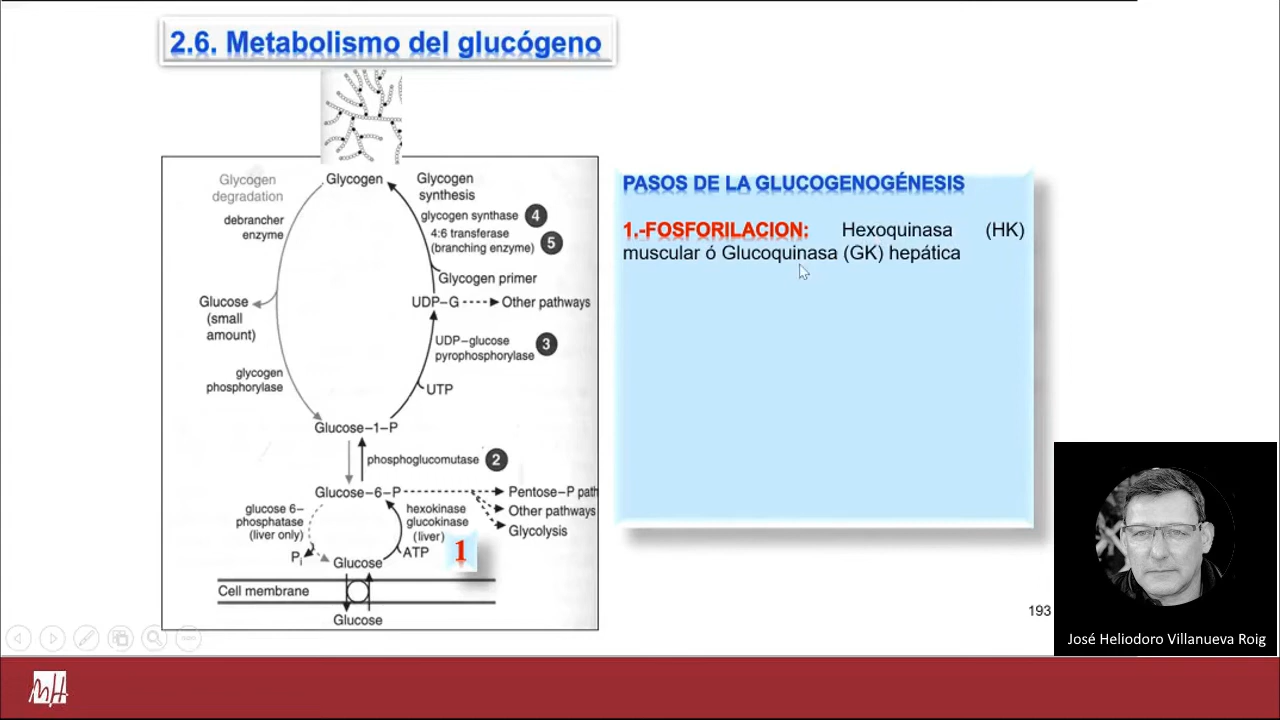 2.6. Metabolismo del glucógeno
Glycogen
degradation
Glycogen
Glycogen
synthesis
debrancher
enzyme
glycogen synthase 4
4:6 transferase
(branching enzyme) 5
Glycogen primer
Glucose
(small
amount)
UDP–G
Other pathways
UDP–glucose
pyrophosphorylase 3
glycogen
phosphorylase
UTP
Glucose–1–P
phosphoglucomutase 2
Glucose–6–P
Pentose–P path
Other pathways
Glycolysis
glucose 6–
phosphatase
(liver only)
hexokinase
glucokinase
(liver)
1
Pi
ATP
Glucose
Cell membrane
Glucose
PASOS DE LA GLUCOGENOGÉNESIS
1.-FOSFORILACION: Hexoquinasa (HK)
muscular ó Glucoquinasa (GK) hepática
193
José Heliodoro Villanueva Roig